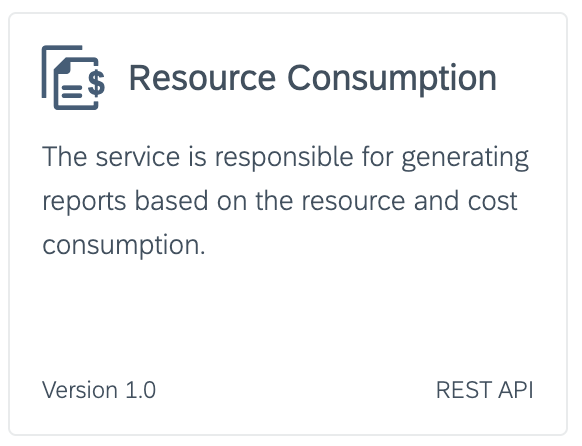 Resource Consumption
The service is responsible for generating
reports based on the resource and cost
consumption.
Version 1.0
REST API